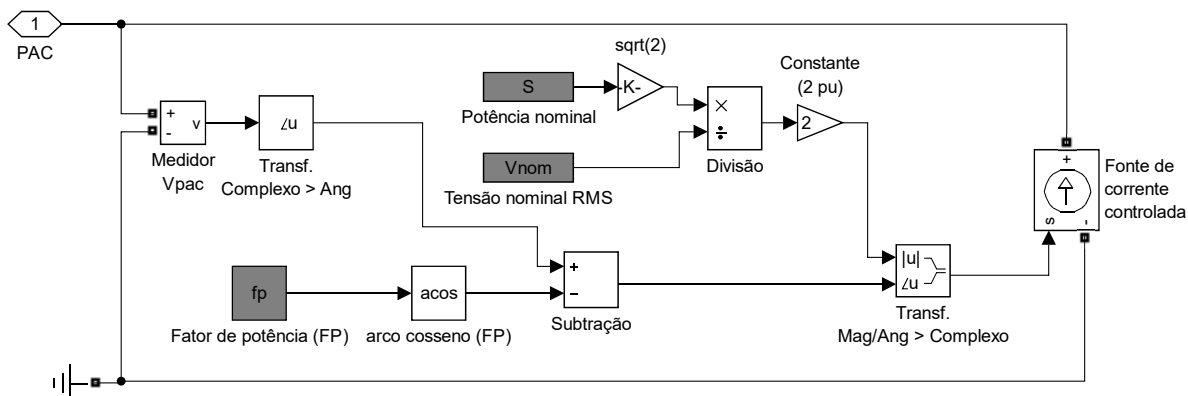 1
PAC
+
-
v
Medidor
Vpac
∠u
Transf.
Complexo > Ang
S
Potência nominal
sqrt(2)
-K-
Vnom
Tensão nominal RMS
×
÷
Divisão
Constante
(2 pu)
2
fp
Fator de potência (FP)
acos
arco cosseno (FP)
+
−
Subtração
|u|
∠u
Transf.
Mag/Ang > Complexo
+
s
-
Fonte de
corrente
controlada